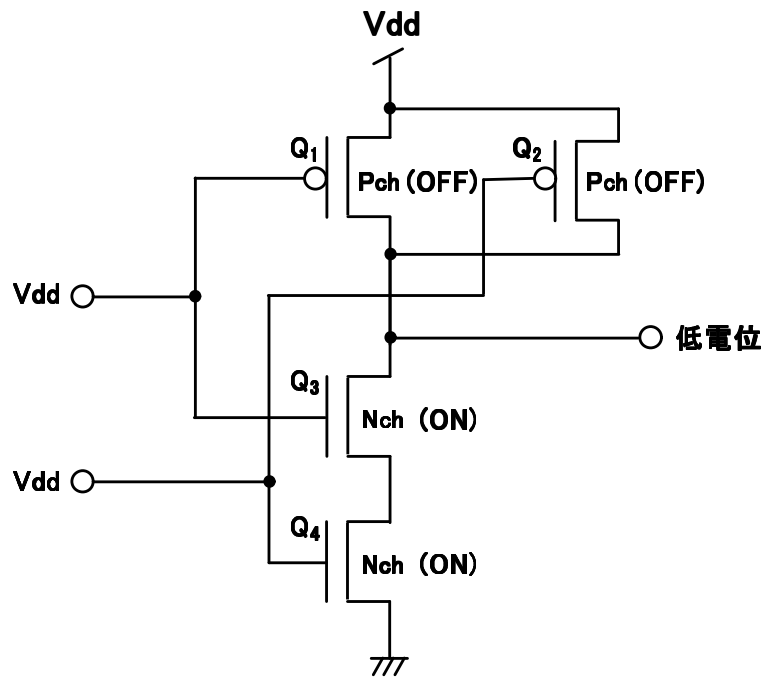 Vdd
Q1
Pch(OFF)
Q2
Pch(OFF)
Vdd
低電位
Q3
Nch (ON)
Vdd
Q4
Nch (ON)